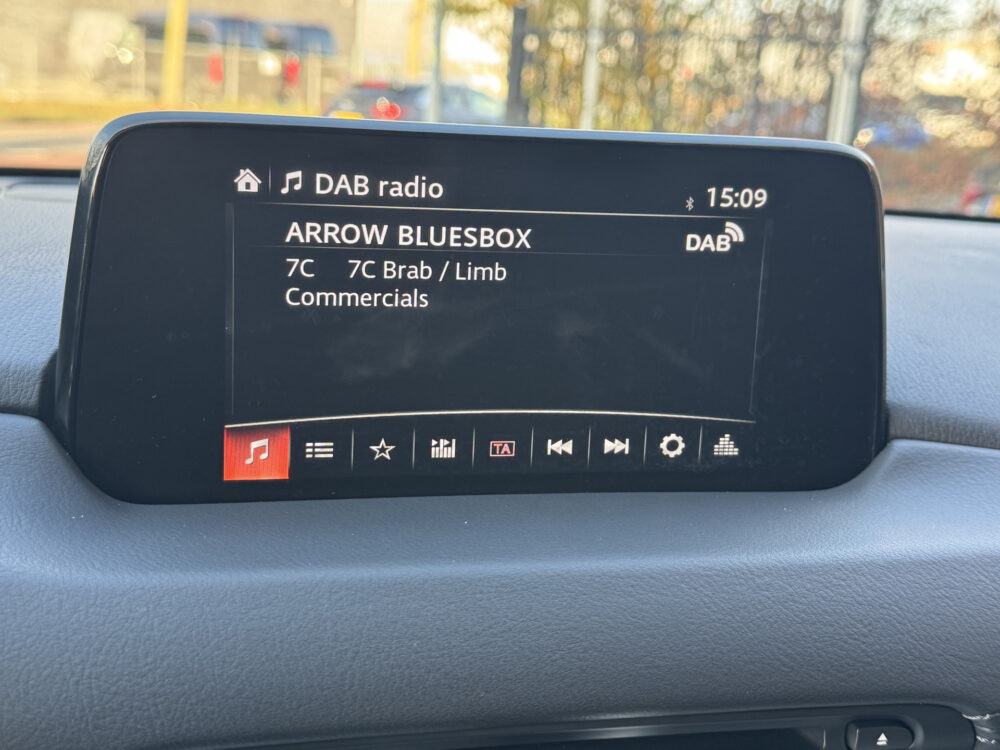 DAB radio
15:09
ARROW BLUESBOX
DAB
7C 7C Brab / Limb
Commercials
TA